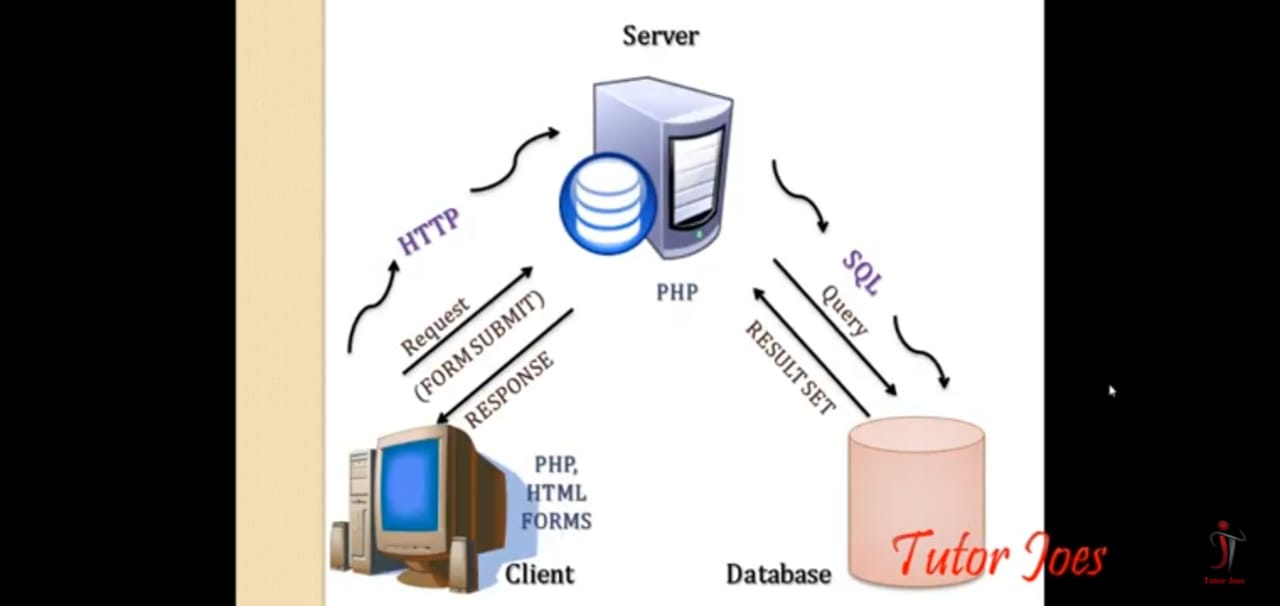 Server
HTTP
PHP
SQL
Request
(FORM SUBMIT)
RESPONSE
Query
RESULT SET
PHP,
HTML
FORMS
Client
Database
Tutor Joes
Tutor Joes